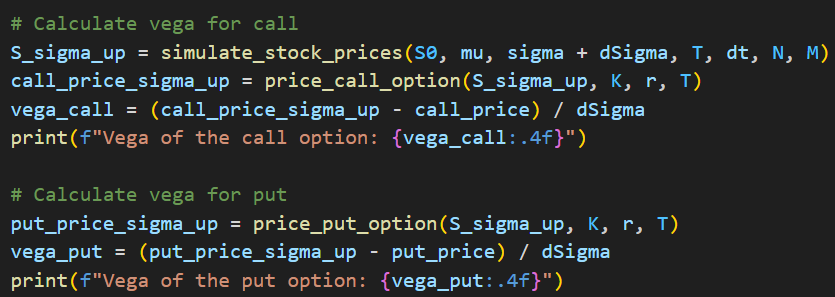 # Calculate vega for call
S_sigma_up = simulate_stock_prices(S0, mu, sigma + dSigma, T, dt, N, M)
call_price_sigma_up = price_call_option(S_sigma_up, K, r, T)
vega_call = (call_price_sigma_up - call_price) / dSigma
print(f"Vega of the call option: {vega_call:.4f}")
# Calculate vega for put
put_price_sigma_up = price_put_option(S_sigma_up, K, r, T)
vega_put = (put_price_sigma_up - put_price) / dSigma
print(f"Vega of the put option: {vega_put:.4f}")